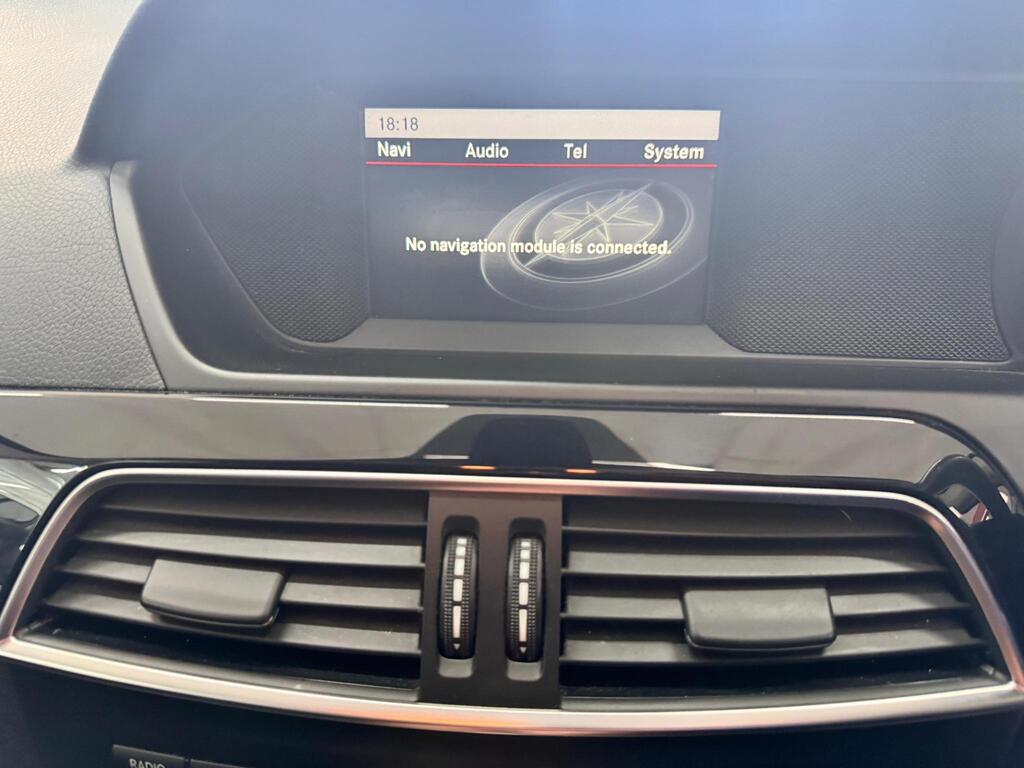 18:18
Navi Audio Tel System
No navigation module is connected.
RADIO